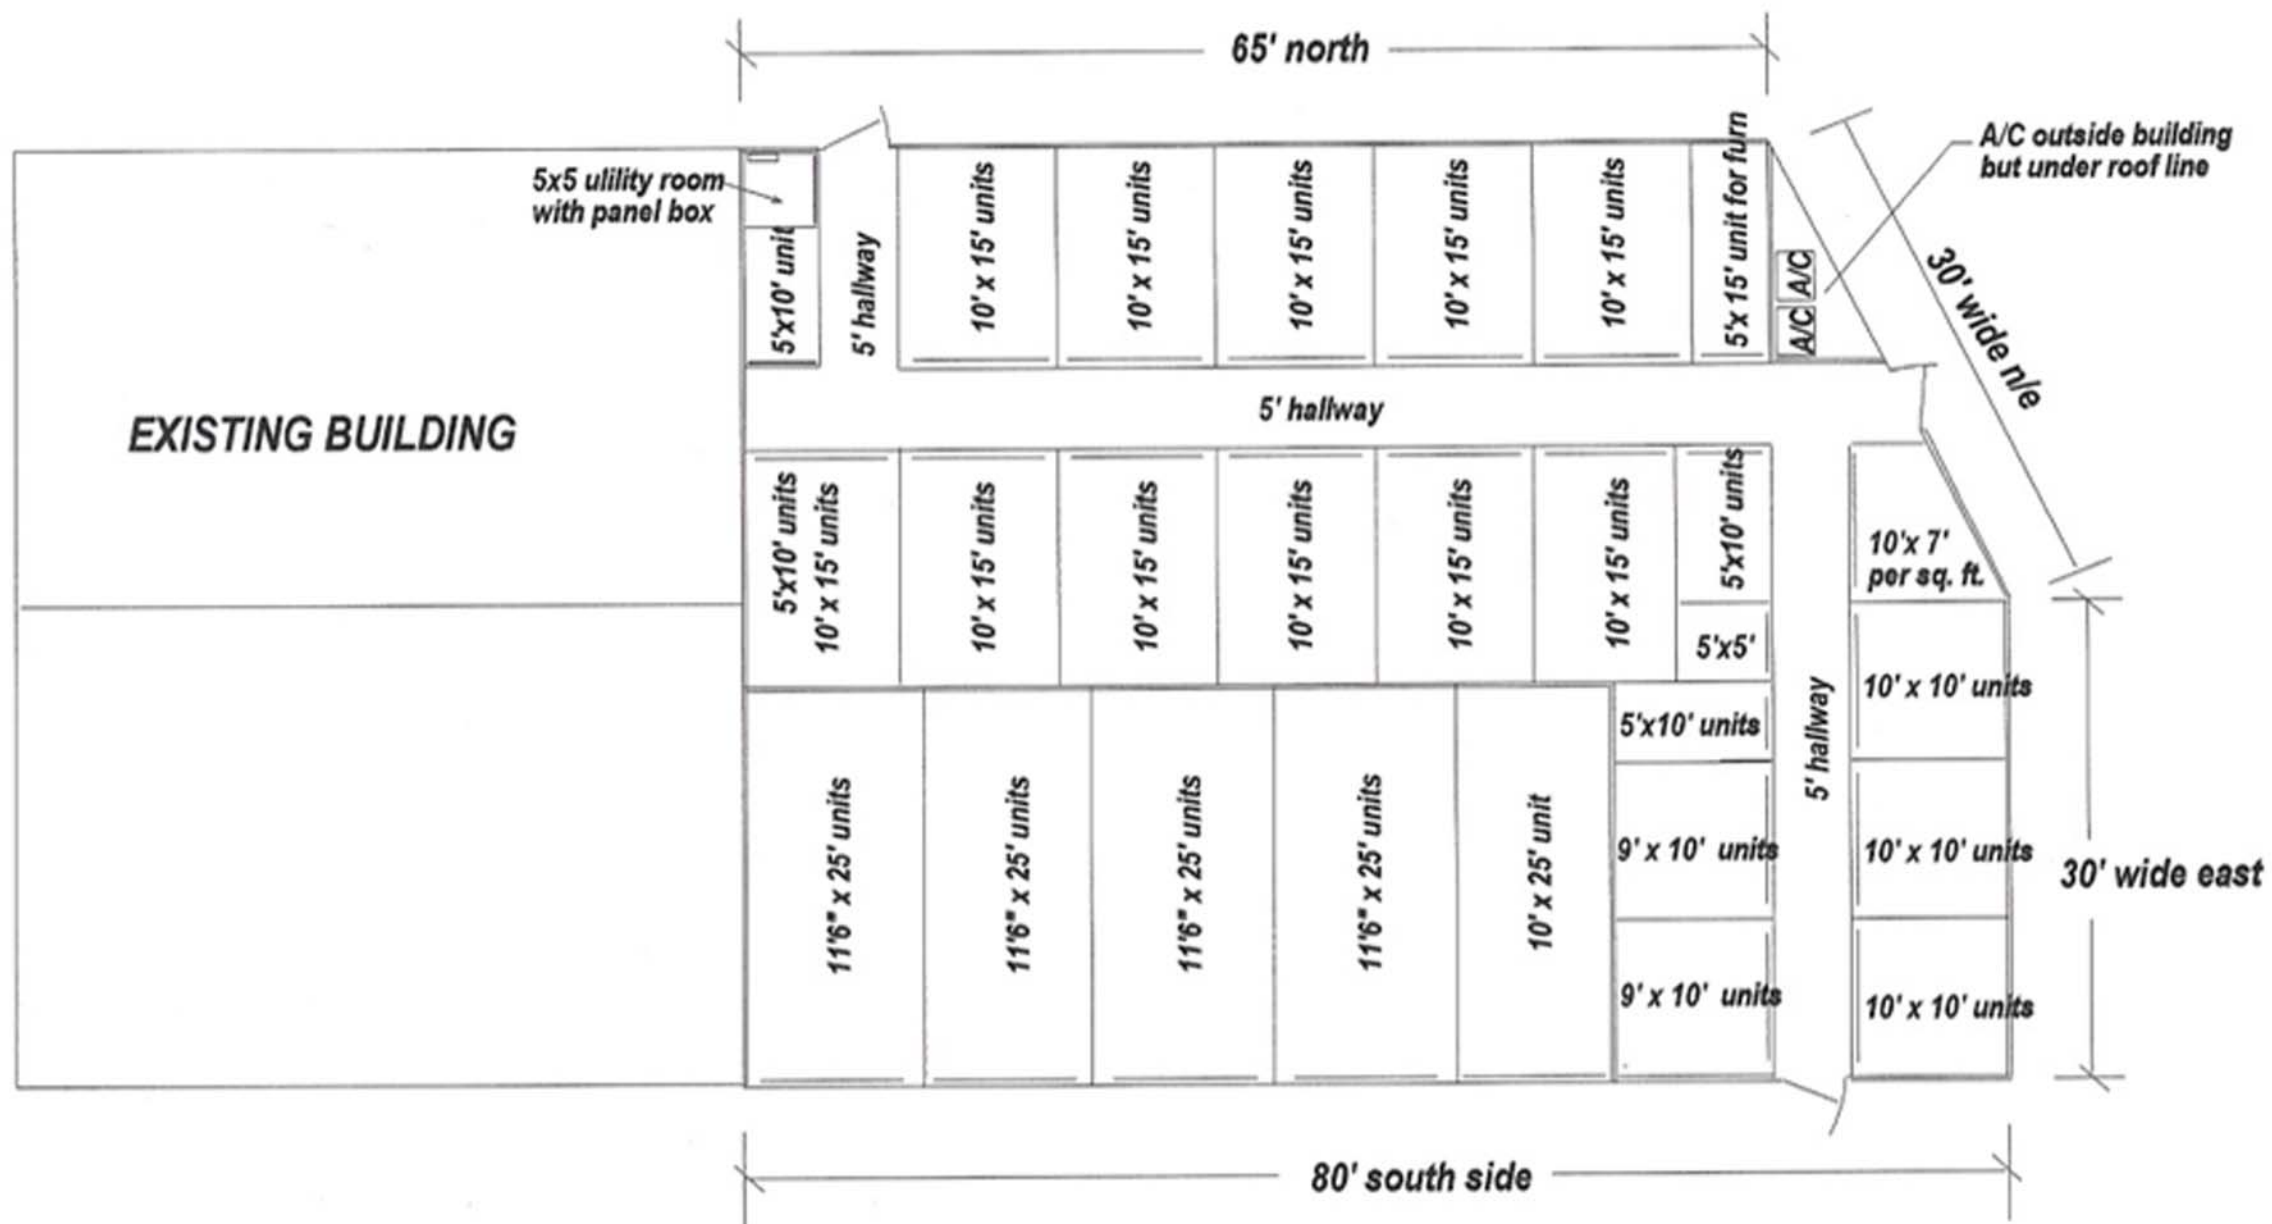 65' north
A/C outside building
but under roof line
5x5 ulility room
with panel box
5'x10' unit
5' hallway
10' x 15' units
10' x 15' units
10' x 15' units
10' x 15' units
10' x 15' units
5'x 15' unit for furn
A/C
A/C
30' wide n/e
EXISTING BUILDING
5' hallway
5'x10' units
10' x 15' units
10' x 15' units
10' x 15' units
10' x 15' units
10' x 15' units
10' x 15' units
5'x10' units
5'x5'
10'x 7'
per sq. ft.
10' x 10' units
5'x10' units
5' hallway
11'6" x 25' units
11'6" x 25' units
11'6" x 25' units
11'6" x 25' units
10' x 25' unit
9' x 10' units
10' x 10' units
30' wide east
9' x 10' units
10' x 10' units
80' south side